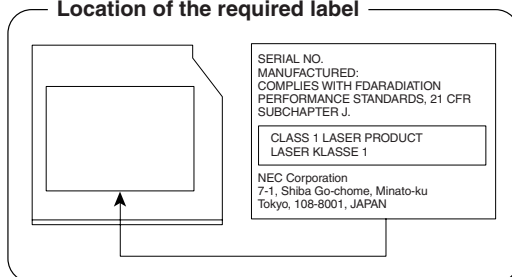 Location of the required label
SERIAL NO.
MANUFACTURED:
COMPLIES WITH FDARADIATION
PERFORMANCE STANDARDS, 21 CFR
SUBCHAPTER J.
CLASS 1 LASER PRODUCT
LASER KLASSE 1
NEC Corporation
7-1, Shiba Go-chome, Minato-ku
Tokyo, 108-8001, JAPAN